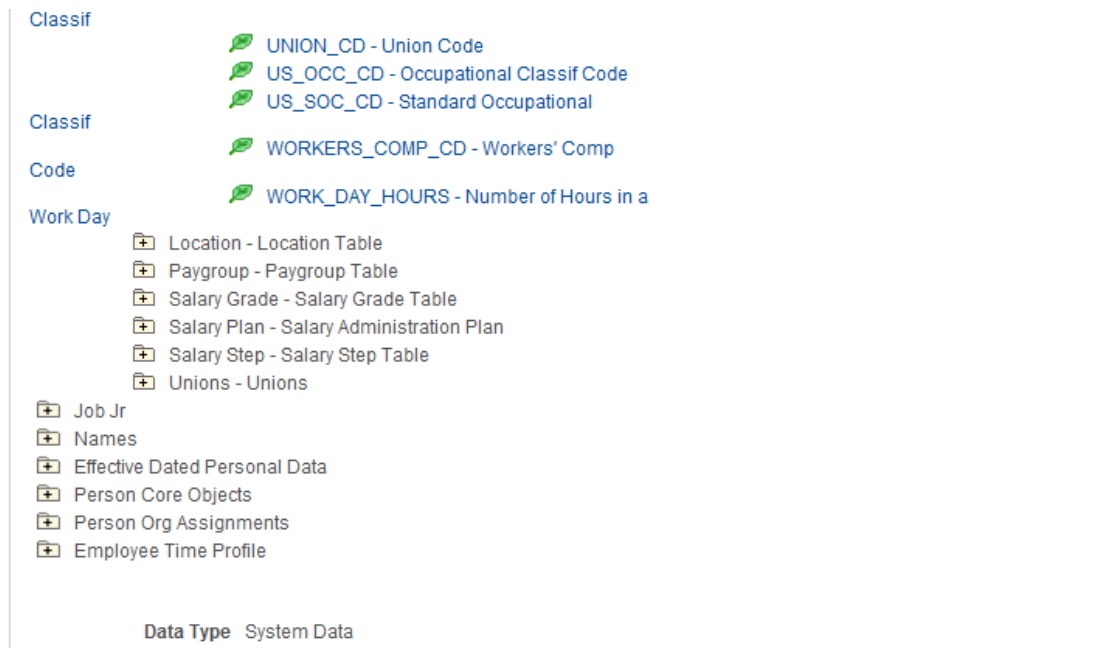 Classif
UNION_CD - Union Code
US_OCC_CD - Occupational Classif Code
US_SOC_CD - Standard Occupational
Classif
WORKERS_COMP_CD - Workers' Comp
Code
WORK_DAY_HOURS - Number of Hours in a
Work Day
Location - Location Table
Paygroup - Paygroup Table
Salary Grade - Salary Grade Table
Salary Plan - Salary Administration Plan
Salary Step - Salary Step Table
Unions - Unions
Job Jr
Names
Effective Dated Personal Data
Person Core Objects
Person Org Assignments
Employee Time Profile
Data Type System Data